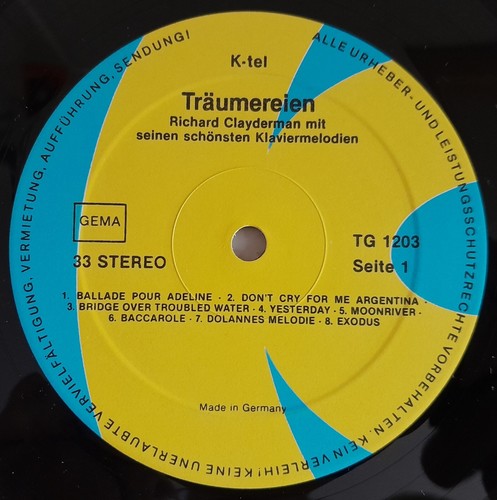 K-tel
Träumereien
Richard Clayderman mit
seinen schönsten Klaviermelodien
GEMA
33 STEREO
TG 1203
Seite 1
1. BALLADE POUR ADELINE · 2. DON'T CRY FOR ME ARGENTINA ·
3. BRIDGE OVER TROUBLED WATER · 4. YESTERDAY · 5. MOONRIVER ·
6. BACCAROLE · 7. DOLANNES MELODIE · 8. EXODUS
Made in Germany
ALLE URHEBER- UND LEISTUNGSSCHUTZRECHTE VORBEHALTEN. KEIN VERLEIH! KEINE UNERLAUBTE VERVIELFÄLTIGUNG, VERMIETUNG, AUFFÜHRUNG, SENDUNG!